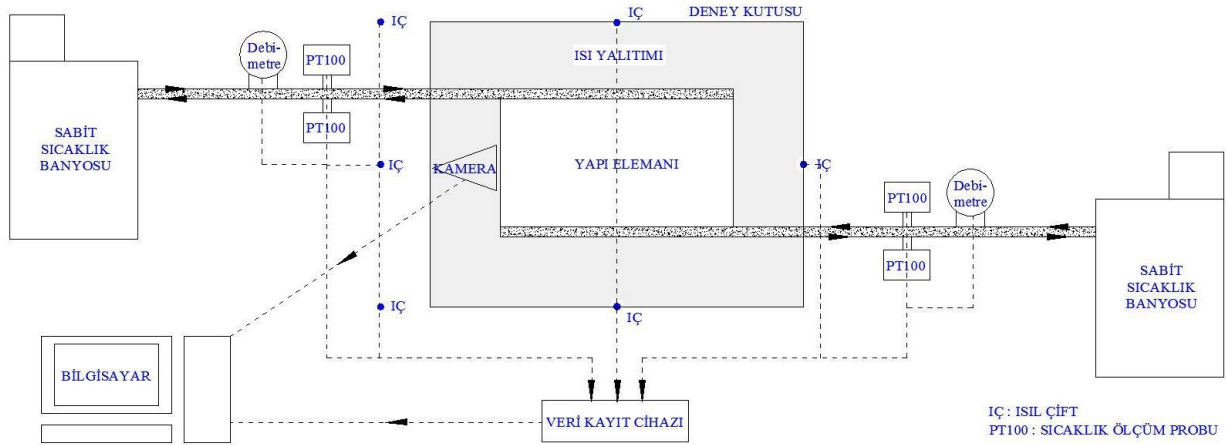 DENEY KUTUSU
IÇ
IÇ
ISI YALITIMI
Debi-
metre
PT100
PT100
SABİT
SICAKLIK
BANYOSU
IÇ
KAMERA
YAPI ELEMANI
IÇ
PT100
Debi-
metre
PT100
SABİT
SICAKLIK
BANYOSU
IÇ
IÇ
BİLGİSAYAR
VERİ KAYIT CİHAZI
IÇ : ISIL ÇİFT
PT100 : SICAKLIK ÖLÇÜM PROBU